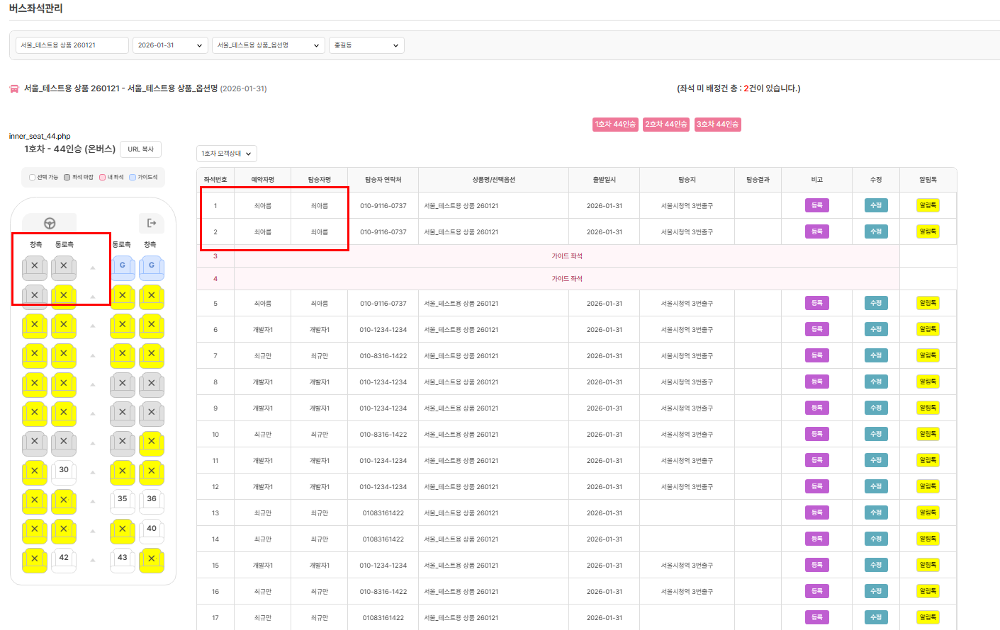 버스좌석관리
서울_테스트용 상품 260121 2026-01-31 서울_테스트용 상품_옵션명 홍길동
서울_테스트용 상품 260121 - 서울_테스트용 상품_옵션명 (2026-01-31) (좌석 미 배정건 총 : 2건이 있습니다.)
1호차 44인승 2호차 44인승 3호차 44인승
inner_seat_44.php
1호차 - 44인승 (온버스) URL 복사
선택 가능 좌석 마감 내 좌석 가이드석
창측 통로측 통로측 창측
X X G G
X X X X
X X X X
X X X X
X X X X
X X X X
X X X X
X 30 X X
X X 35 36
X X X 40
X 42 43 X
1호차 모객상태
좌석번호 예약자명 탑승자명 탑승자 연락처 상품명/선택옵션 출발일시 탑승지 탑승결과 비고 수정 알림톡
1 최아름 최아름 010-9116-0737 서울_테스트용 상품 260121 2026-01-31 서울시청역 3번출구 등록 수정 알림톡
2 최아름 최아름 010-9116-0737 서울_테스트용 상품 260121 2026-01-31 서울시청역 3번출구 등록 수정 알림톡
3 가이드 좌석
4 가이드 좌석
5 최아름 최아름 010-9116-0737 서울_테스트용 상품 260121 2026-01-31 서울시청역 3번출구 등록 수정 알림톡
6 개발자1 개발자1 010-1234-1234 서울_테스트용 상품 260121 2026-01-31 서울시청역 3번출구 등록 수정 알림톡
7 최규만 최규만 010-8316-1422 서울_테스트용 상품 260121 2026-01-31 서울시청역 3번출구 등록 수정 알림톡
8 개발자1 개발자1 010-1234-1234 서울_테스트용 상품 260121 2026-01-31 서울시청역 3번출구 등록 수정 알림톡
9 개발자1 개발자1 010-1234-1234 서울_테스트용 상품 260121 2026-01-31 서울시청역 3번출구 등록 수정 알림톡
10 최규만 최규만 010-8316-1422 서울_테스트용 상품 260121 2026-01-31 서울시청역 3번출구 등록 수정 알림톡
11 개발자1 개발자1 010-1234-1234 서울_테스트용 상품 260121 2026-01-31 서울시청역 3번출구 등록 수정 알림톡
12 개발자1 개발자1 010-1234-1234 서울_테스트용 상품 260121 2026-01-31 서울시청역 3번출구 등록 수정 알림톡
13 최규만 최규만 01083161422 서울_테스트용 상품 260121 2026-01-31 등록 수정 알림톡
14 최규만 최규만 01083161422 서울_테스트용 상품 260121 2026-01-31 등록 수정 알림톡
15 개발자1 개발자1 010-1234-1234 서울_테스트용 상품 260121 2026-01-31 서울시청역 3번출구 등록 수정 알림톡
16 최규만 최규만 010-8316-1422 서울_테스트용 상품 260121 2026-01-31 서울시청역 3번출구 등록 수정 알림톡
17 최규만 최규만 01083161422 서울_테스트용 상품 260121 2026-01-31 등록 수정 알림톡